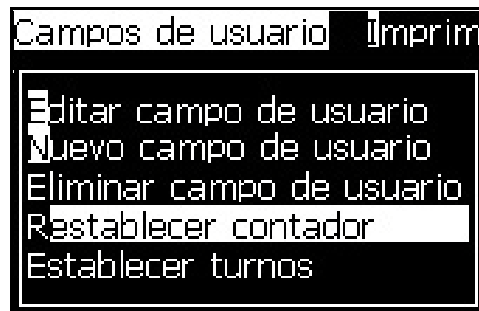 Campos de usuario Imprim
Editar campo de usuario
Nuevo campo de usuario
Eliminar campo de usuario
Restablecer contador
Establecer turnos